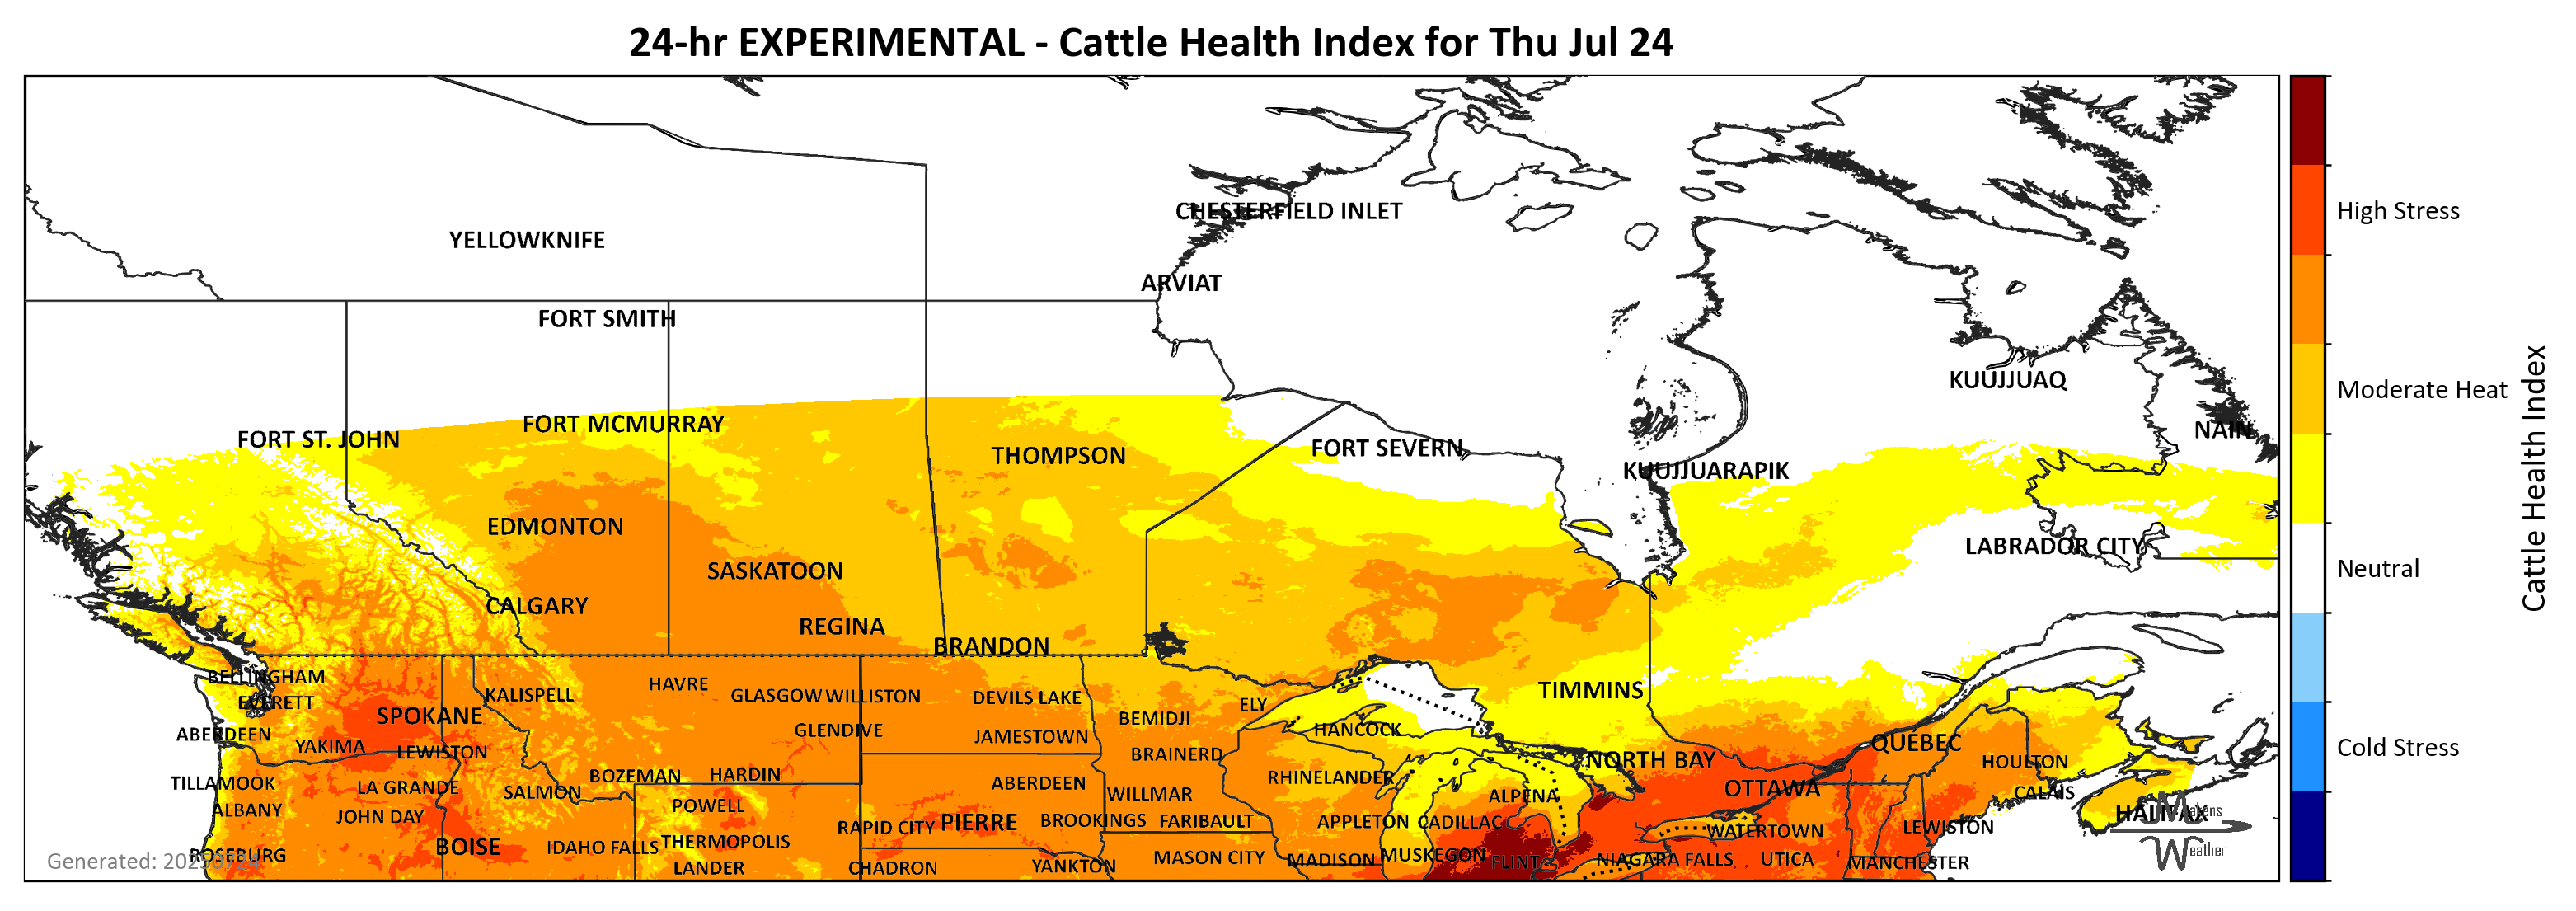 24-hr EXPERIMENTAL - Cattle Health Index for Thu Jul 24
CHESTERFIELD INLET
YELLOWKNIFE
ARVIAT
FORT SMITH
KUUJJUAQ
FORT MCMURRAY
NAIN
FORT ST. JOHN
FORT SEVERN
THOMPSON
KUUJJUARAPIK
EDMONTON
LABRADOR CITY
SASKATOON
CALGARY
REGINA
BRANDON
BELLINGHAM
HAVRE
KALISPELL
GLASGOW WILLISTON
DEVILS LAKE
TIMMINS
EVERETT
ELY
SPOKANE
BEMIDJI
GLENDIVE
HANCOCK
ABERDEEN
JAMESTOWN
QUEBEC
YAKIMA
LEWISTON
BRAINERD
NORTH BAY
HOULTON
BOZEMAN
HARDIN
RHINELANDER
TILLAMOOK
LA GRANDE
ABERDEEN
OTTAWA
SALMON
WILLMAR
ALPENA
CALAIS
POWELL
ALBANY
JOHN DAY
HALIFAX
Makens
Weather
RAPID CITY
PIERRE
BROOKINGS
FARIBAULT
APPLETON
CADILLAC
WATERTOWN
LEWISTON
BOISE
IDAHO FALLS
THERMOPOLIS
ROSEBURG
MASON CITY
MADISON
MUSKEGON
FLINT
NIAGARA FALLS
UTICA
MANCHESTER
LANDER
CHADRON
YANKTON
Generated:
High Stress
Moderate Heat
Neutral
Cold Stress
Cattle Health Index